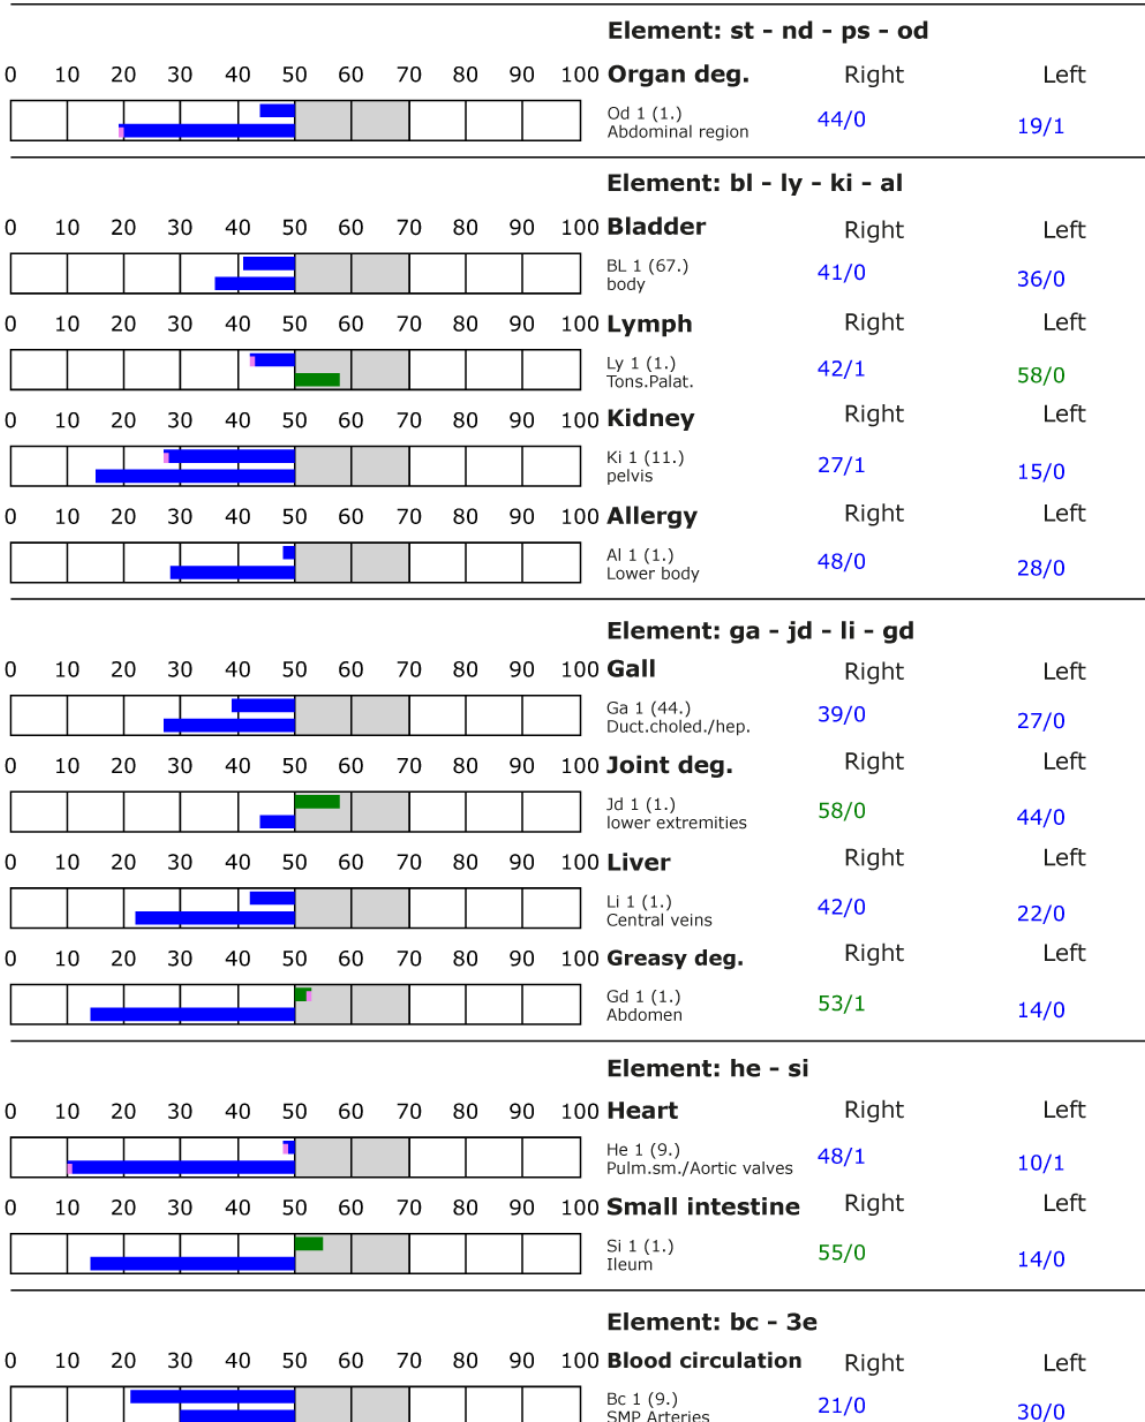 Element: st - nd - ps - od
0 10 20 30 40 50 60 70 80 90 100 Organ deg. Right Left
Od 1 (1.) 44/0 19/1
Abdominal region
Element: bl - ly - ki - al
0 10 20 30 40 50 60 70 80 90 100 Bladder Right Left
BL 1 (67.) 41/0 36/0
body
0 10 20 30 40 50 60 70 80 90 100 Lymph Right Left
Ly 1 (1.) 42/1 58/0
Tons.Palat.
0 10 20 30 40 50 60 70 80 90 100 Kidney Right Left
Ki 1 (11.) 27/1 15/0
pelvis
0 10 20 30 40 50 60 70 80 90 100 Allergy Right Left
Al 1 (1.) 48/0 28/0
Lower body
Element: ga - jd - li - gd
0 10 20 30 40 50 60 70 80 90 100 Gall Right Left
Ga 1 (44.) 39/0 27/0
Duct.choled./hep.
0 10 20 30 40 50 60 70 80 90 100 Joint deg. Right Left
Jd 1 (1.) 58/0 44/0
lower extremities
0 10 20 30 40 50 60 70 80 90 100 Liver Right Left
Li 1 (1.) 42/0 22/0
Central veins
0 10 20 30 40 50 60 70 80 90 100 Greasy deg. Right Left
Gd 1 (1.) 53/1 14/0
Abdomen
Element: he - si
0 10 20 30 40 50 60 70 80 90 100 Heart Right Left
He 1 (9.) 48/1 10/1
Pulm.sm./Aortic valves
0 10 20 30 40 50 60 70 80 90 100 Small intestine Right Left
Si 1 (1.) 55/0 14/0
Ileum
Element: bc - 3e
0 10 20 30 40 50 60 70 80 90 100 Blood circulation Right Left
Bc 1 (9.) 21/0 30/0
SMP Arteries